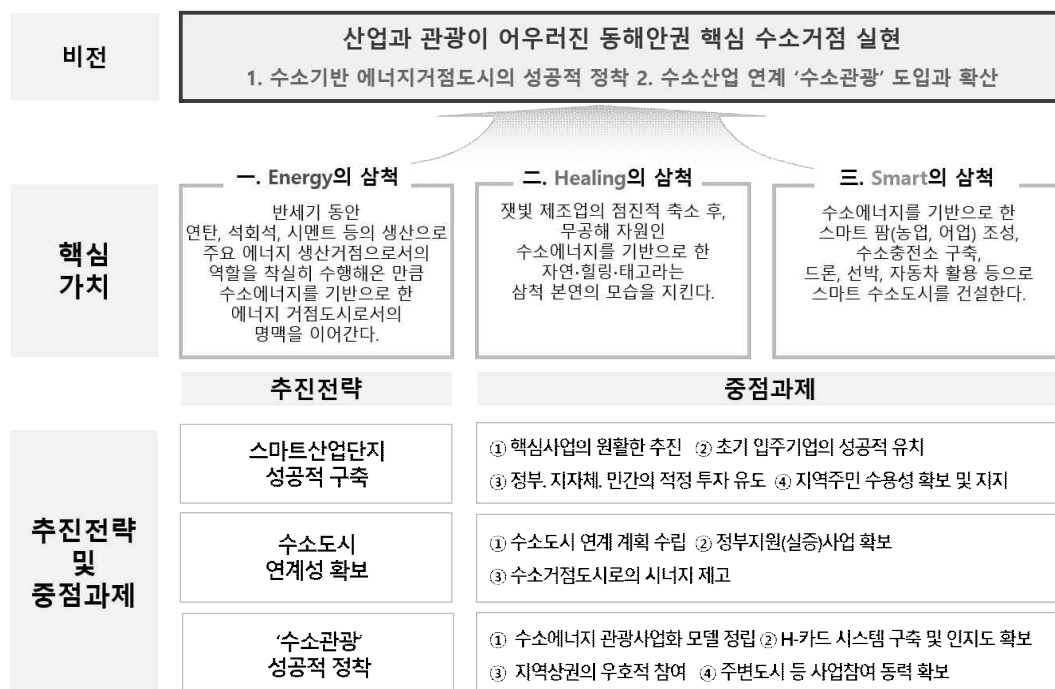 비전
산업과 관광이 어우러진 동해안권 핵심 수소거점 실현
1. 수소기반 에너지거점도시의 성공적 정착 2. 수소산업 연계 ‘수소관광’ 도입과 확산
핵심
가치
一. Energy의 삼척
반세기 동안
연탄, 석회석, 시멘트 등의 생산으로
주요 에너지 생산거점으로서의
역할을 착실히 수행해온 만큼
수소에너지를 기반으로 한
에너지 거점도시로서의
명맥을 이어간다.
二. Healing의 삼척
잿빛 제조업의 점진적 축소 후,
무공해 자원인
수소에너지를 기반으로 한
자연·힐링·태고라는
삼척 본연의 모습을 지킨다.
三. Smart의 삼척
수소에너지를 기반으로 한
스마트 팜(농업, 어업) 조성,
수소충전소 구축,
드론, 선박, 자동차 활용 등으로
스마트 수소도시를 건설한다.
추진전략
중점과제
추진전략
및
중점과제
스마트산업단지
성공적 구축
① 핵심사업의 원활한 추진 ② 초기 입주기업의 성공적 유치
③ 정부. 지자체. 민간의 적정 투자 유도 ④ 지역주민 수용성 확보 및 지지
수소도시
연계성 확보
① 수소도시 연계 계획 수립 ② 정부지원(실증)사업 확보
③ 수소거점도시로의 시너지 제고
‘수소관광’
성공적 정착
① 수소에너지 관광사업화 모델 정립 ② H-카드 시스템 구축 및 인지도 확보
③ 지역상권의 우호적 참여 ④ 주변도시 등 사업참여 동력 확보